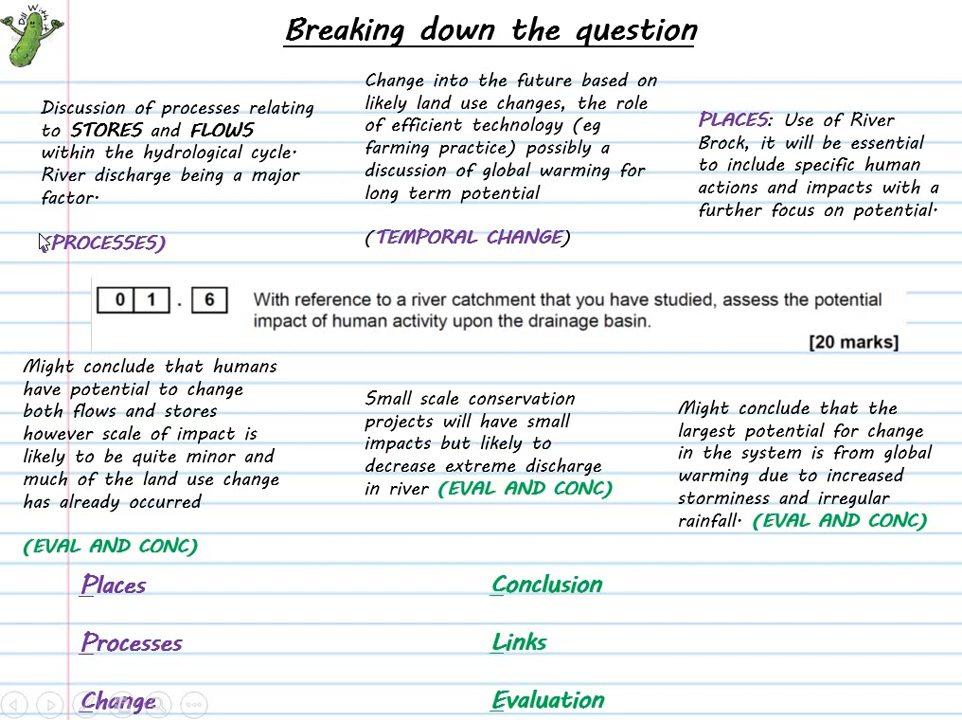 Dill With it
Breaking down the question
Discussion of processes relating
to STORES and FLOWS
within the hydrological cycle.
River discharge being a major
factor.
(PROCESSES)
Change into the future based on
likely land use changes, the role
of efficient technology (eg
farming practice) possibly a
discussion of global warming for
long term potential
(TEMPORAL CHANGE)
PLACES: Use of River
Brock, it will be essential
to include specific human
actions and impacts with a
further focus on potential.
0 1 . 6
With reference to a river catchment that you have studied, assess the potential
impact of human activity upon the drainage basin.
[20 marks]
Might conclude that humans
have potential to change
both flows and stores
however scale of impact is
likely to be quite minor and
much of the land use change
has already occurred
(EVAL AND CONC)
Small scale conservation
projects will have small
impacts but likely to
decrease extreme discharge
in river (EVAL AND CONC)
Might conclude that the
largest potential for change
in the system is from global
warming due to increased
storminess and irregular
rainfall. (EVAL AND CONC)
Places
Processes
Change
Conclusion
Links
Evaluation